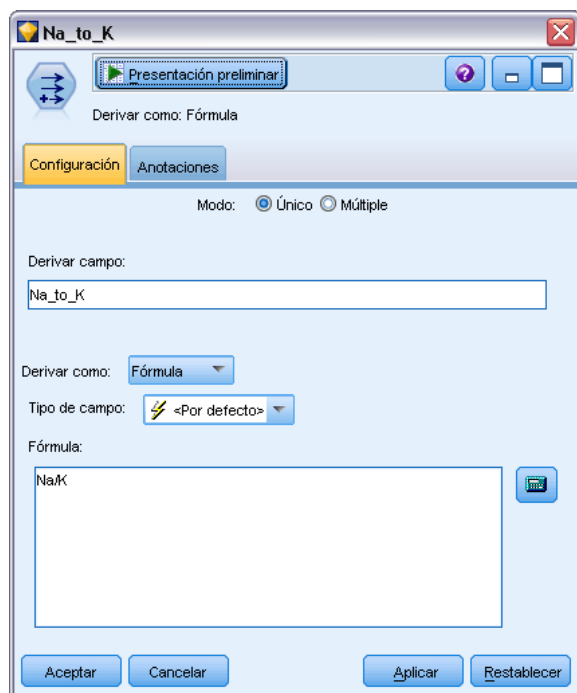 Na_to_K
Presentación preliminar
Derivar como: Fórmula
Configuración Anotaciones
Modo: Único Múltiple
Derivar campo:
Na_to_K
Derivar como: Fórmula
Tipo de campo: <Por defecto>
Fórmula:
Na/K
Aceptar Cancelar Aplicar Restablecer